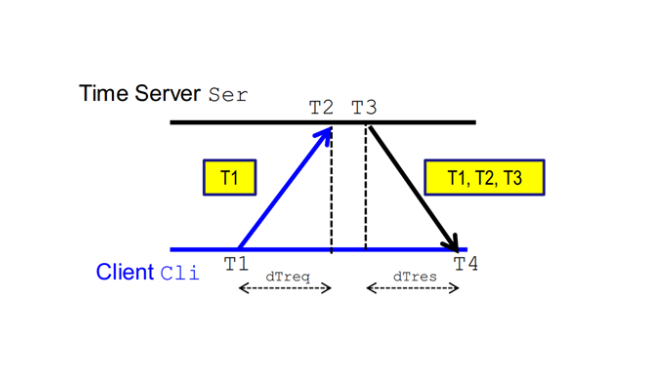 Time Server Ser
T2 T3
T1
T1, T2, T3
T1
T4
Client Cli
dTreq
dTres